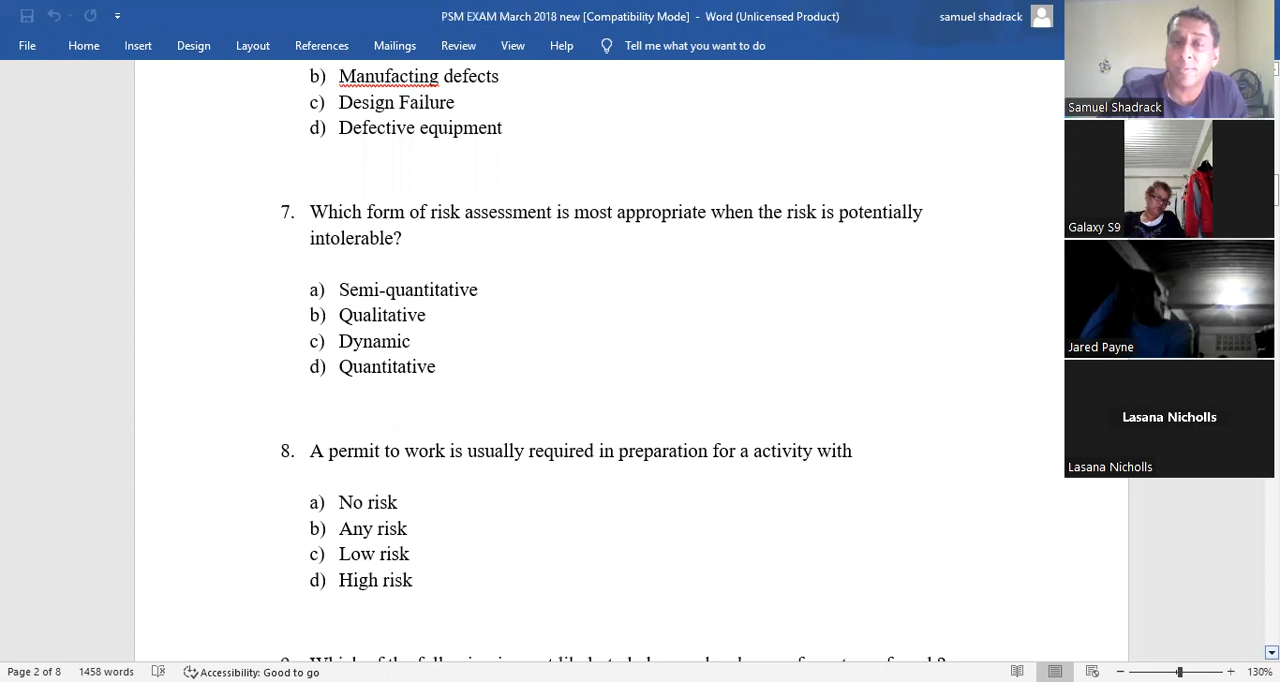 PSM EXAM March 2018 new [Compatibility Mode] - Word (Unlicensed Product)
samuel shadrack
File Home Insert Design Layout References Mailings Review View Help Tell me what you want to do
b) Manufacting defects
c) Design Failure
d) Defective equipment
7. Which form of risk assessment is most appropriate when the risk is potentially
intolerable?
a) Semi-quantitative
b) Qualitative
c) Dynamic
d) Quantitative
8. A permit to work is usually required in preparation for a activity with
a) No risk
b) Any risk
c) Low risk
d) High risk
Samuel Shadrack
Galaxy S9
Jared Payne
Lasana Nicholls
Lasana Nicholls
Page 2 of 8 1458 words Accessibility: Good to go 130%